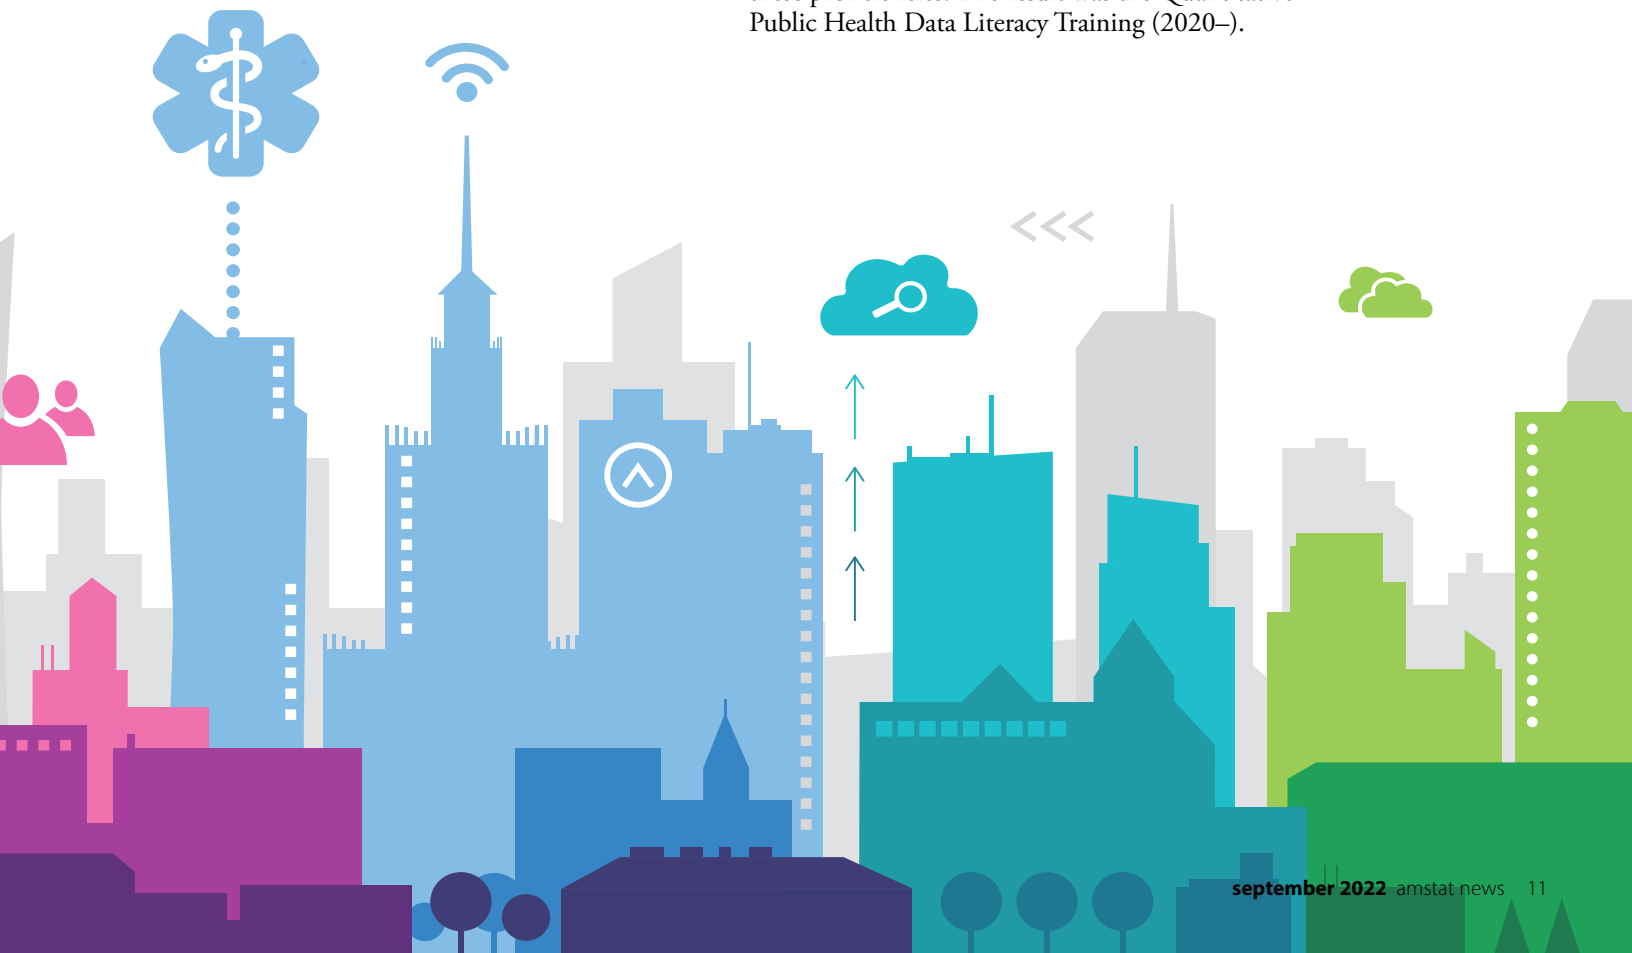 Public Health Data Literacy Training (2020–).
september 2022 amstat news 11